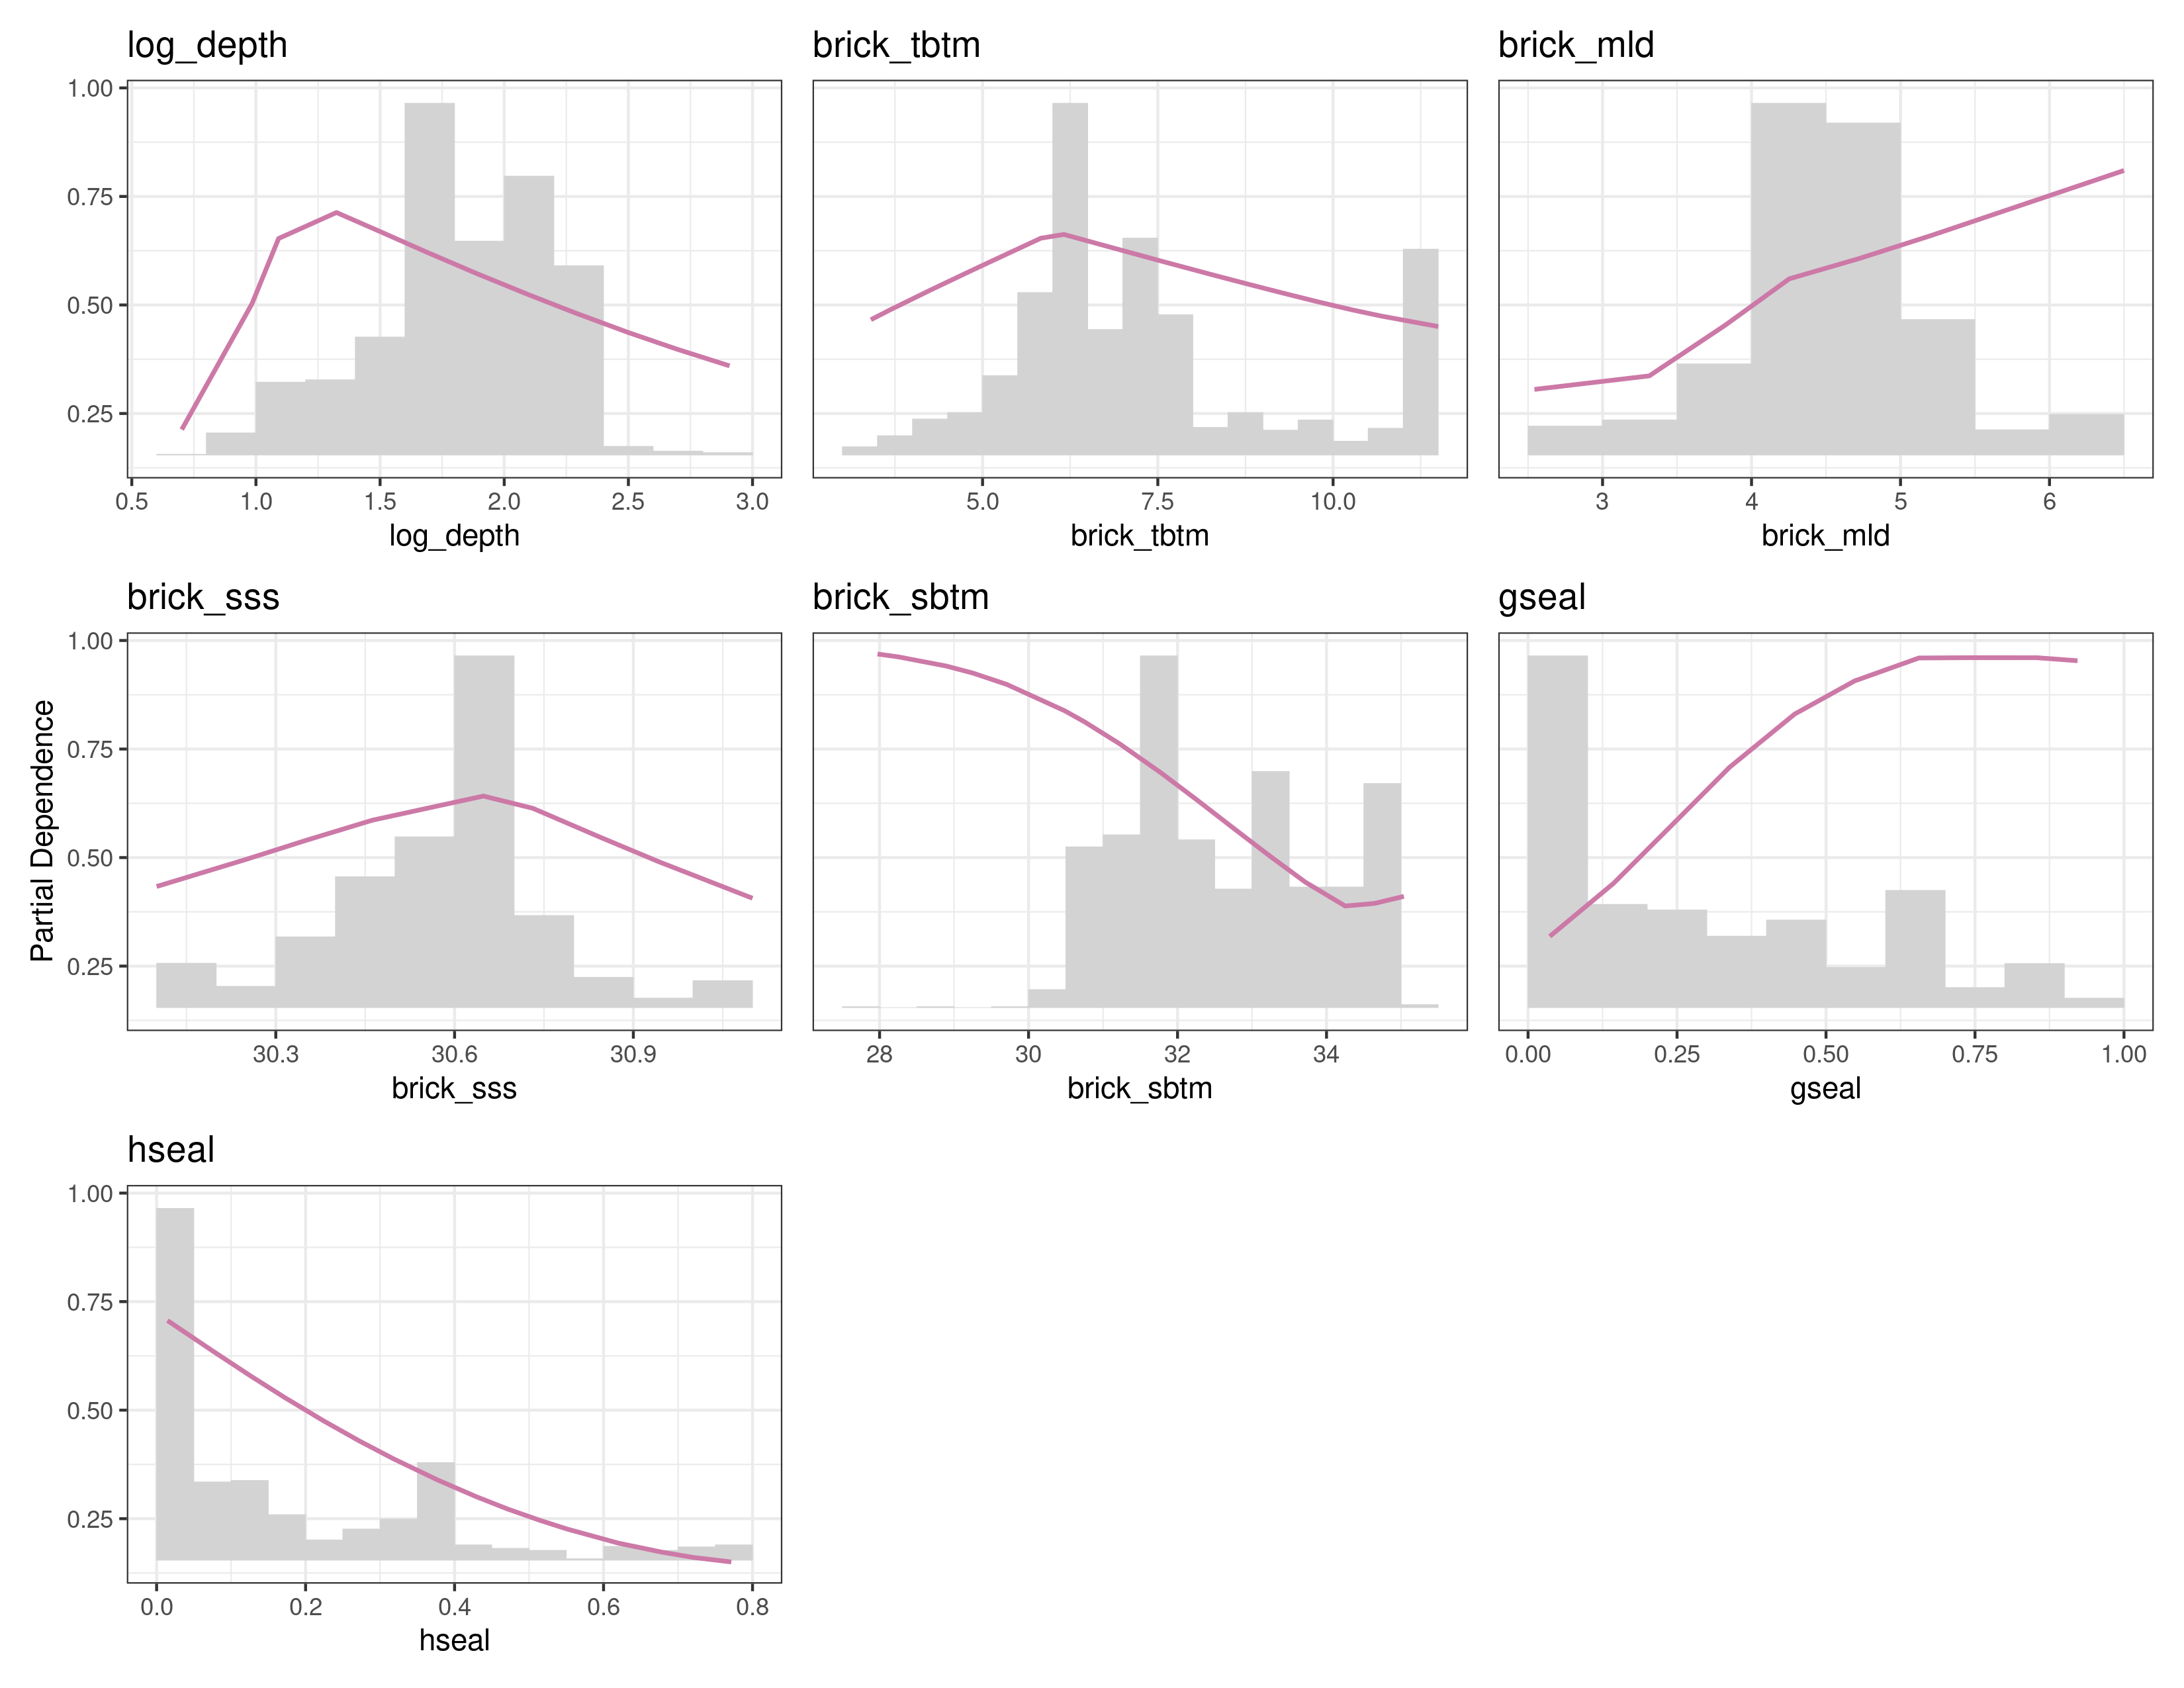 log_depth brick_tbtm brick_mld
1.00
0.75
0.50
0.25
0.5 1.0 1.5 2.0 2.5 3.0 5.0 7.5 10.0 3 4 5 6
log_depth brick_tbtm brick_mld
brick_sss brick_sbtm gseal
1.00
0.75
0.50
0.25
Partial Dependence
30.3 30.6 30.9 28 30 32 34 0.00 0.25 0.50 0.75 1.00
brick_sss brick_sbtm gseal
hseal
1.00
0.75
0.50
0.25
0.0 0.2 0.4 0.6 0.8
hseal